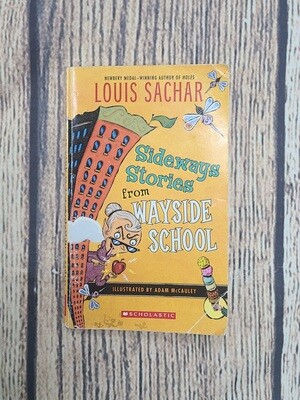 NEWBERY MEDAL–WINNING AUTHOR OF HOLES
LOUIS SACHAR
Sideways
Stories
from
WAYSIDE
SCHOOL
ILLUSTRATED BY ADAM McCAULEY
SCHOLASTIC